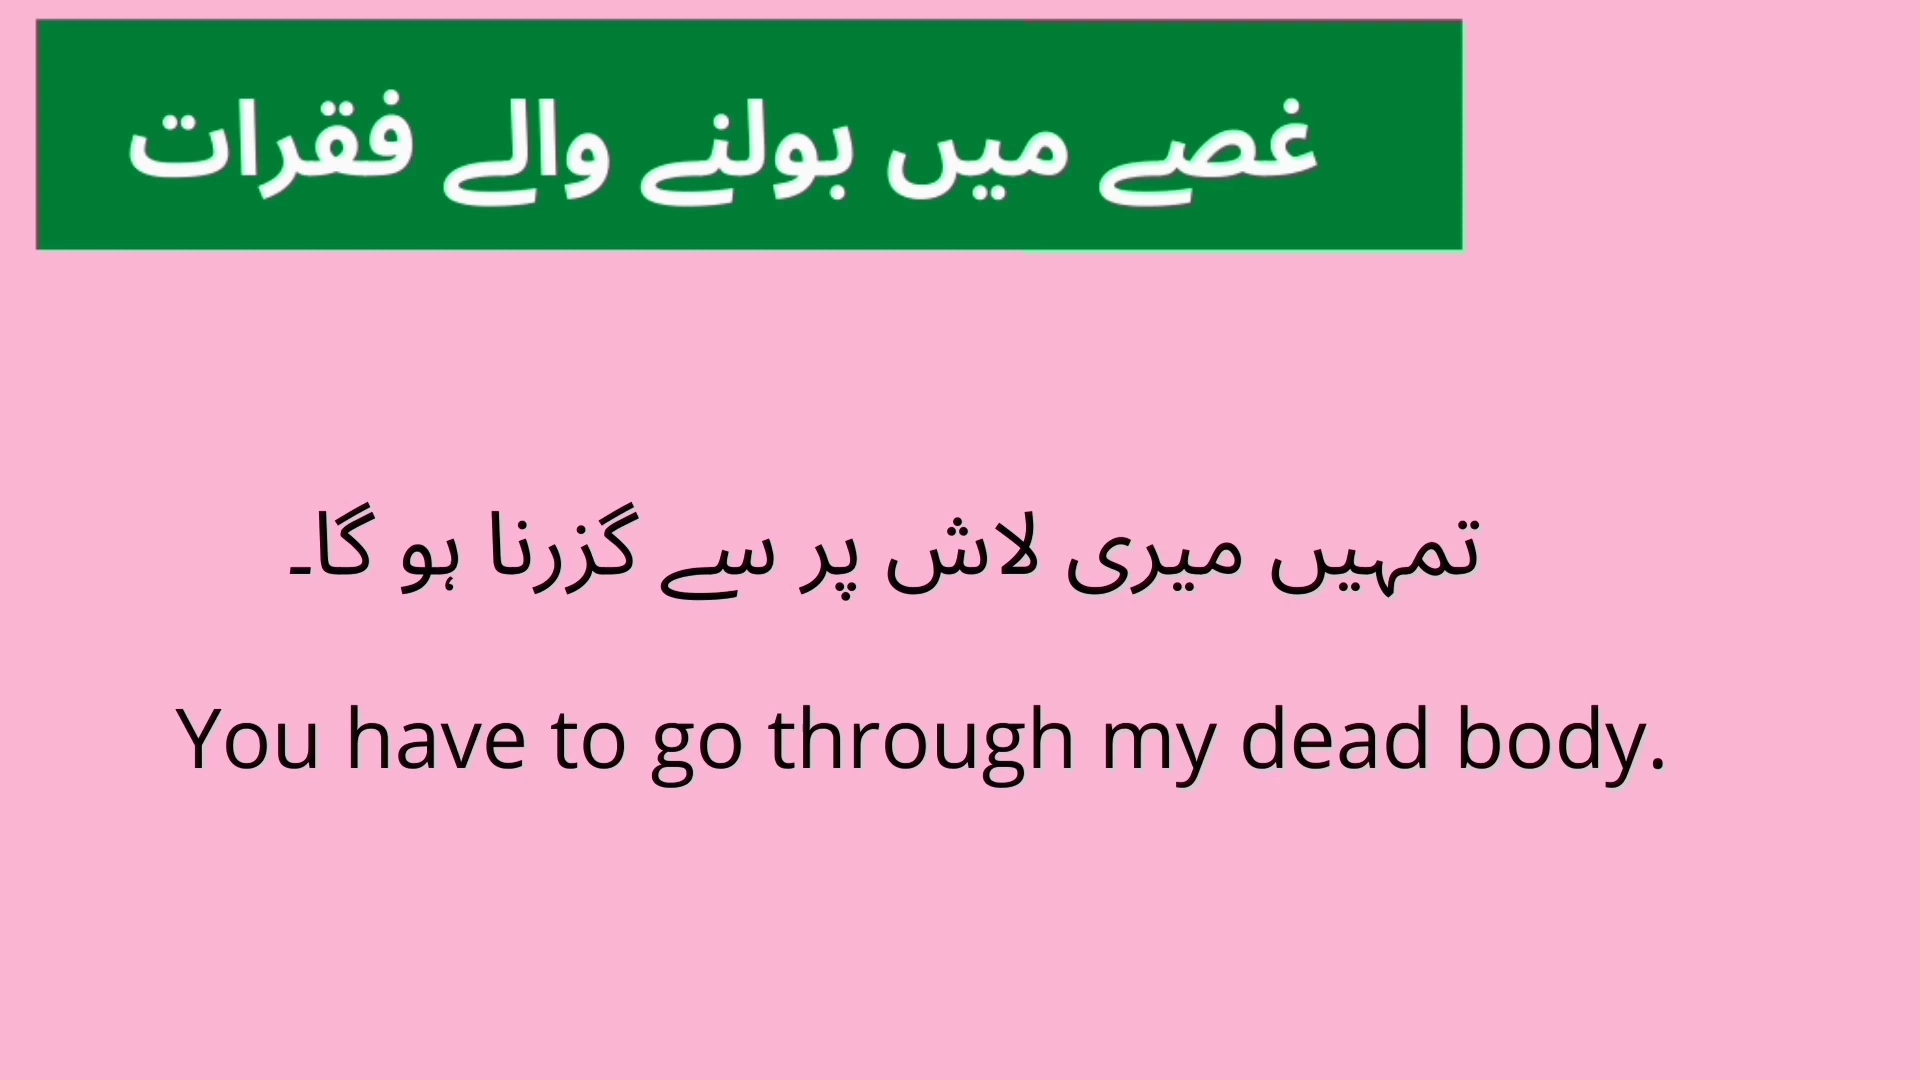 غصے میں بولنے والے فقرات
تمہیں میری لاش پر سے گزرنا ہو گا۔
You have to go through my dead body.